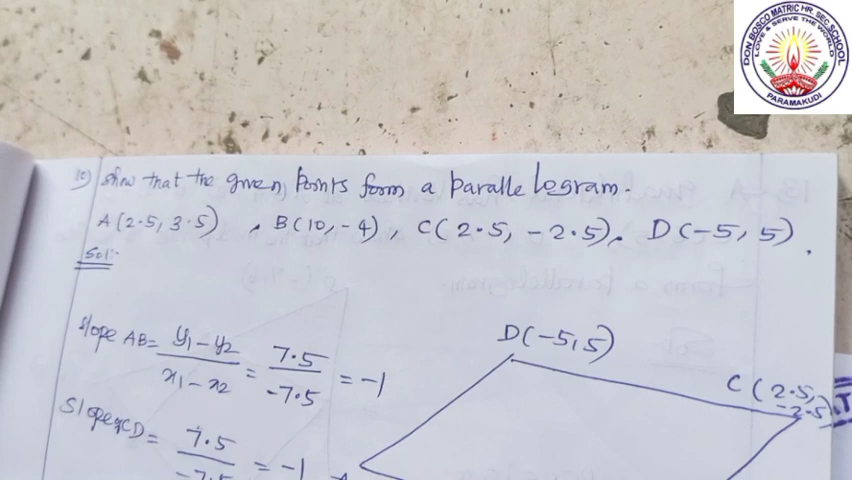 DON BOSCO MATRIC HR. SEC. SCHOOL
LOVE & SERVE THE WORLD
PARAMAKUDI
10) show that the given points form a parallelogram.
A(2.5, 3.5), B(10, -4), C(2.5, -2.5). D(-5, 5).
Sol:-
Slope AB = y1 - y2 / x1 - x2 = 7.5 / -7.5 = -1
Slope of CD = 7.5 / -7.5 = -1
D(-5, 5)
C(2.5, -2.5)